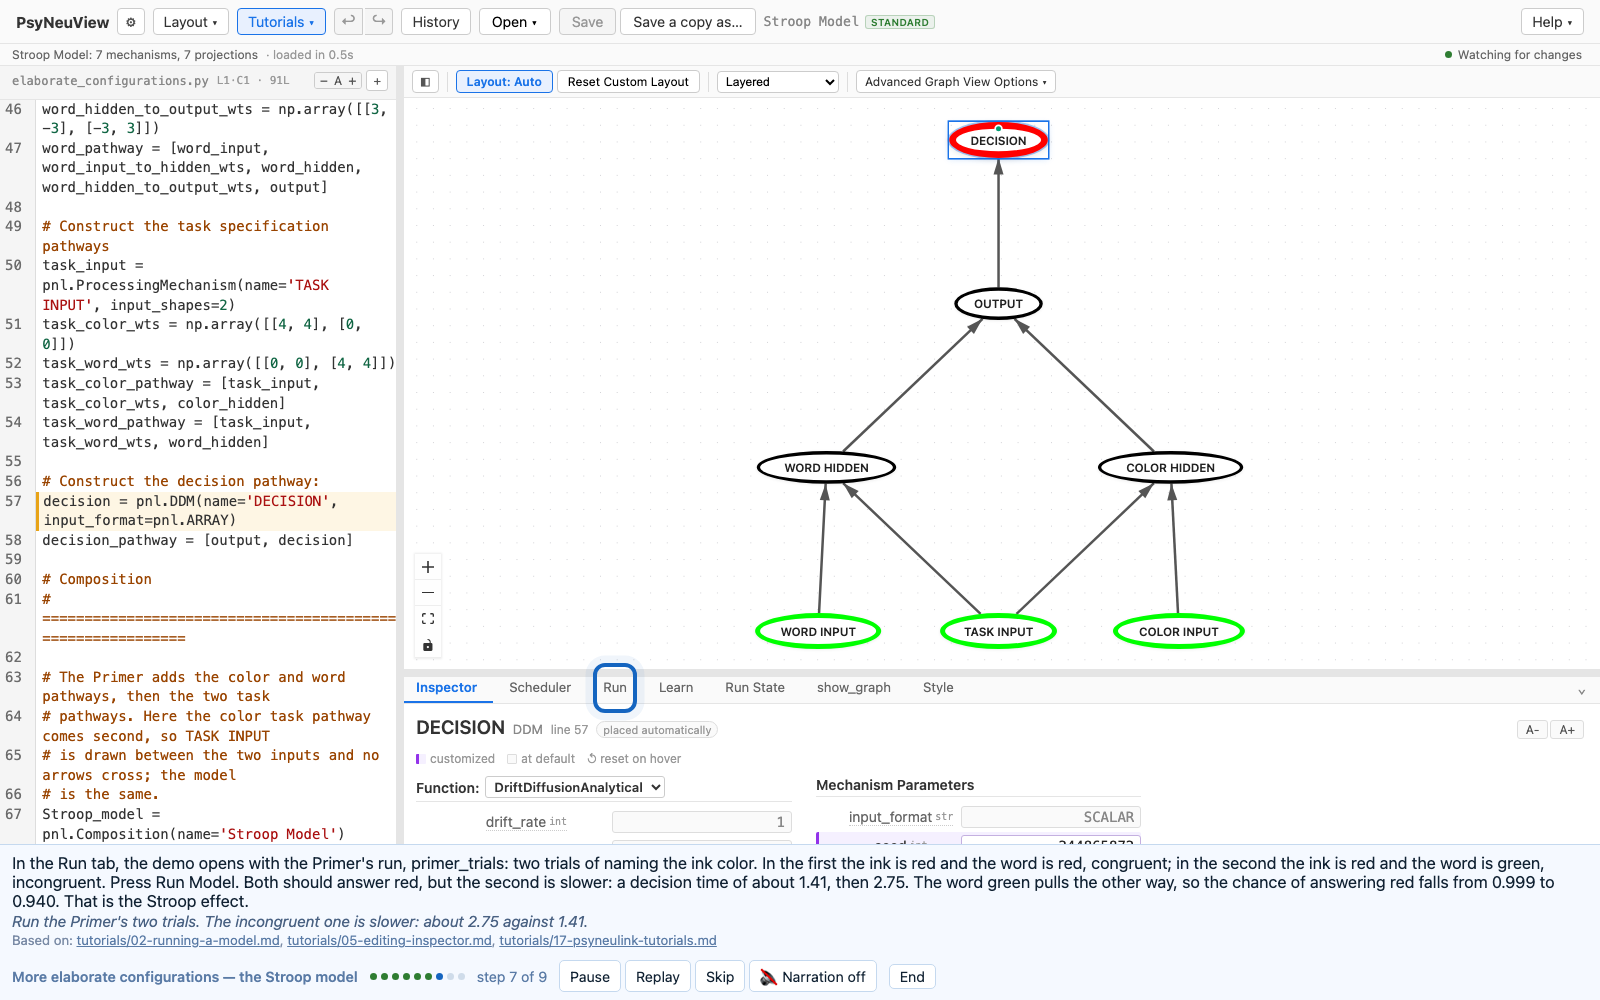 PsyNeuView ⚙ Layout ▾ Tutorials ▾ History Open ▾ Save Save a copy as... Stroop Model STANDARD Help ▾
Stroop Model: 7 mechanisms, 7 projections · loaded in 0.5s Watching for changes
elaborate_configurations.py L1·C1 · 91L − A + +
Layout: Auto Reset Custom Layout Layered Advanced Graph View Options ▾
46 word_hidden_to_output_wts = np.array([[3,
-3], [-3, 3]])
47 word_pathway = [word_input,
word_input_to_hidden_wts, word_hidden,
word_hidden_to_output_wts, output]
48
49 # Construct the task specification
pathways
50 task_input =
pnl.ProcessingMechanism(name='TASK
INPUT', input_shapes=2)
51 task_color_wts = np.array([[4, 4], [0,
0]])
52 task_word_wts = np.array([[0, 0], [4, 4]])
53 task_color_pathway = [task_input,
task_color_wts, color_hidden]
54 task_word_pathway = [task_input,
task_word_wts, word_hidden]
55
56 # Construct the decision pathway:
57 decision = pnl.DDM(name='DECISION',
input_format=pnl.ARRAY)
58 decision_pathway = [output, decision]
59
60 # Composition
61 #
==========================================
=================
62
63 # The Primer adds the color and word
pathways, then the two task
64 # pathways. Here the color task pathway
comes second, so TASK INPUT
65 # is drawn between the two inputs and no
arrows cross; the model
66 # is the same.
67 Stroop_model =
pnl.Composition(name='Stroop Model')
DECISION
OUTPUT
WORD HIDDEN COLOR HIDDEN
WORD INPUT TASK INPUT COLOR INPUT
Inspector Scheduler Run Learn Run State show_graph Style
DECISION DDM line 57 placed automatically A- A+
customized at default ↺ reset on hover
Function: DriftDiffusionAnalytical
drift_rate int 1
Mechanism Parameters
input_format str SCALAR
In the Run tab, the demo opens with the Primer's run, primer_trials: two trials of naming the ink color. In the first the ink is red and the word is red, congruent; in the second the ink is red and the word is green,
incongruent. Press Run Model. Both should answer red, but the second is slower: a decision time of about 1.41, then 2.75. The word green pulls the other way, so the chance of answering red falls from 0.999 to
0.940. That is the Stroop effect.
Run the Primer's two trials. The incongruent one is slower: about 2.75 against 1.41.
Based on: tutorials/02-running-a-model.md, tutorials/05-editing-inspector.md, tutorials/17-psyneulink-tutorials.md
More elaborate configurations — the Stroop model step 7 of 9 Pause Replay Skip Narration off End